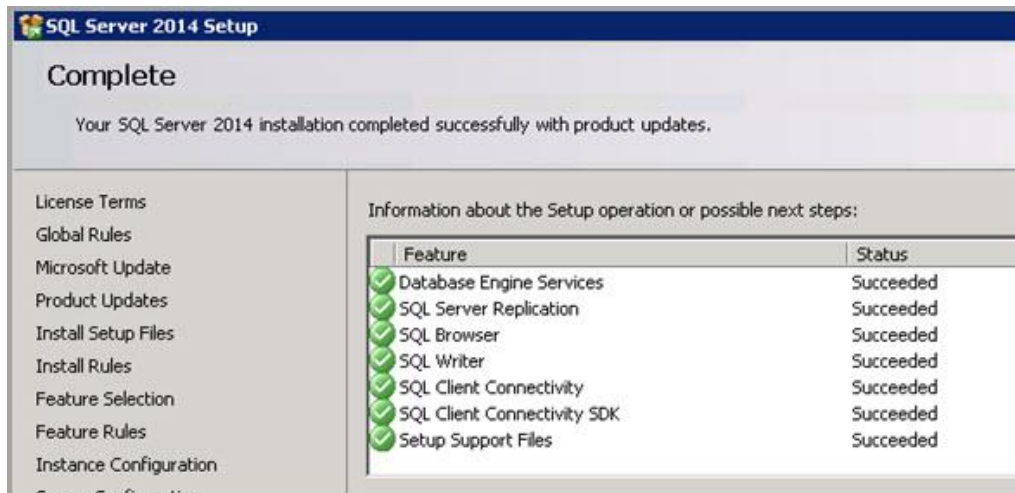 SQL Server 2014 Setup
Complete
Your SQL Server 2014 installation completed successfully with product updates.
License Terms
Global Rules
Microsoft Update
Product Updates
Install Setup Files
Install Rules
Feature Selection
Feature Rules
Instance Configuration
Information about the Setup operation or possible next steps:
Feature Status
Database Engine Services Succeeded
SQL Server Replication Succeeded
SQL Browser Succeeded
SQL Writer Succeeded
SQL Client Connectivity Succeeded
SQL Client Connectivity SDK Succeeded
Setup Support Files Succeeded